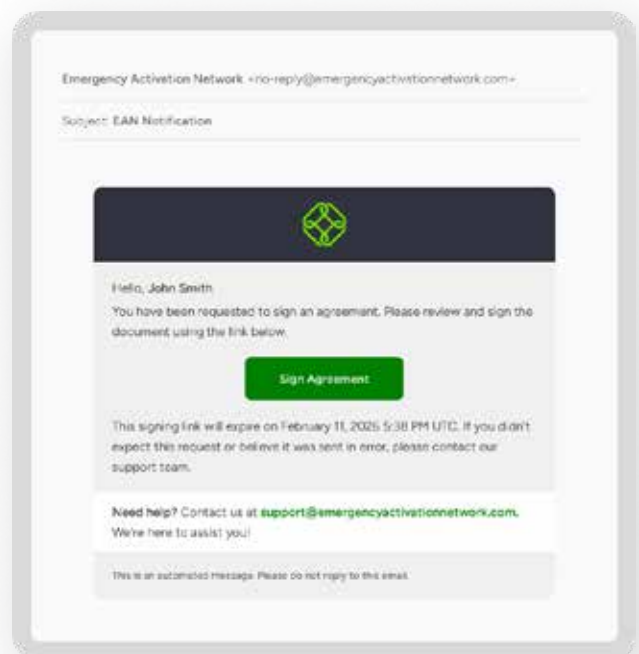 Emergency Activation Network <no-reply@emergencyactivationnetwork.com>
Subject: EAN Notification
Hello, John Smith
You have been requested to sign an agreement. Please review and sign the
document using the link below.
Sign Agreement
This signing link will expire on February 11, 2025 5:38 PM UTC. If you didn't
expect this request or believe it was sent in error, please contact our
support team.
Need help? Contact us at support@emergencyactivationnetwork.com.
We're here to assist you!
This is an automated message. Please do not reply to this email.